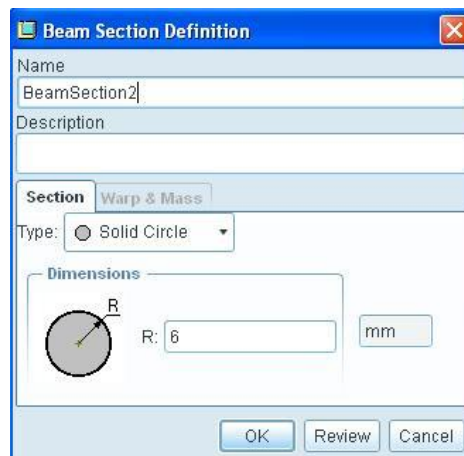 Beam Section Definition
Name
BeamSection2
Description
Section Warp & Mass
Type: Solid Circle
Dimensions
R
R: 6 mm
OK Review Cancel